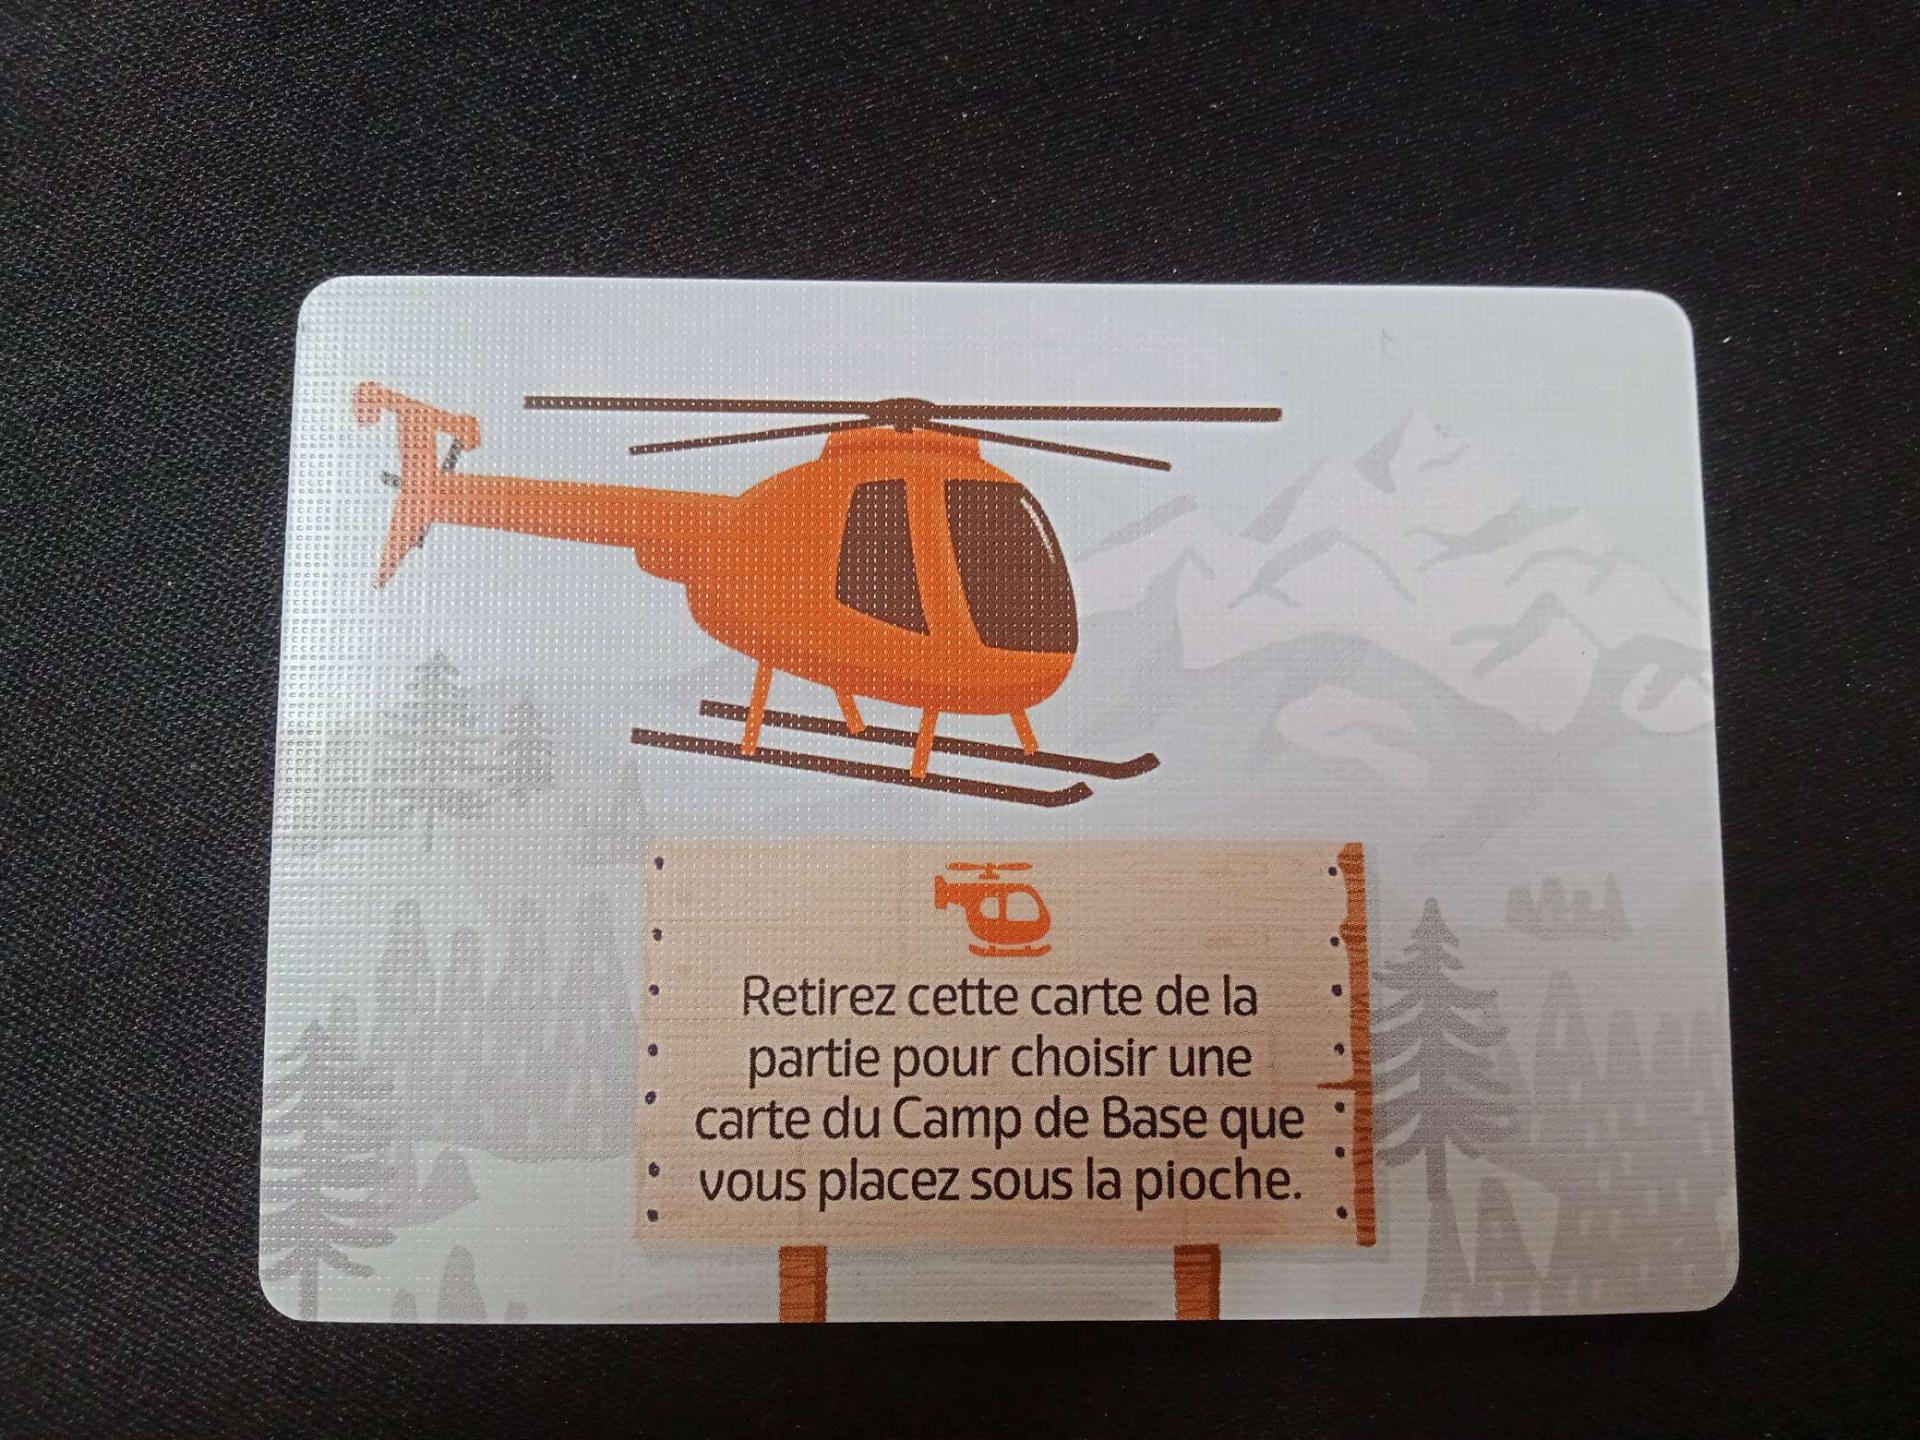 Retirez cette carte de la
partie pour choisir une
carte du Camp de Base que
vous placez sous la pioche.